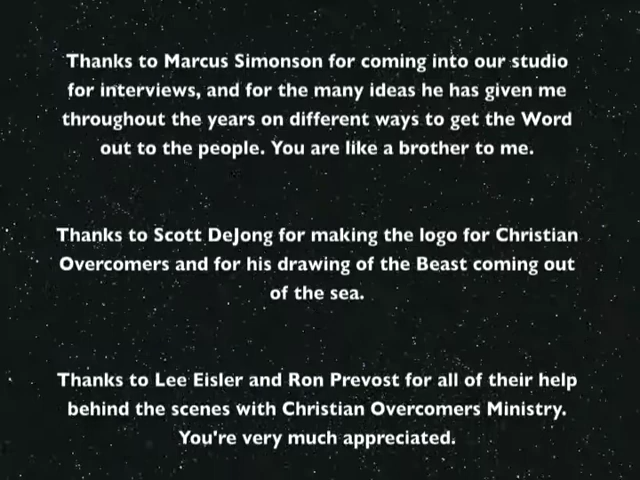 Thanks to Marcus Simonson for coming into our studio
for interviews, and for the many ideas he has given me
throughout the years on different ways to get the Word
out to the people. You are like a brother to me.
Thanks to Scott DeJong for making the logo for Christian
Overcomers and for his drawing of the Beast coming out
of the sea.
Thanks to Lee Eisler and Ron Prevost for all of their help
behind the scenes with Christian Overcomers Ministry.
You're very much appreciated.